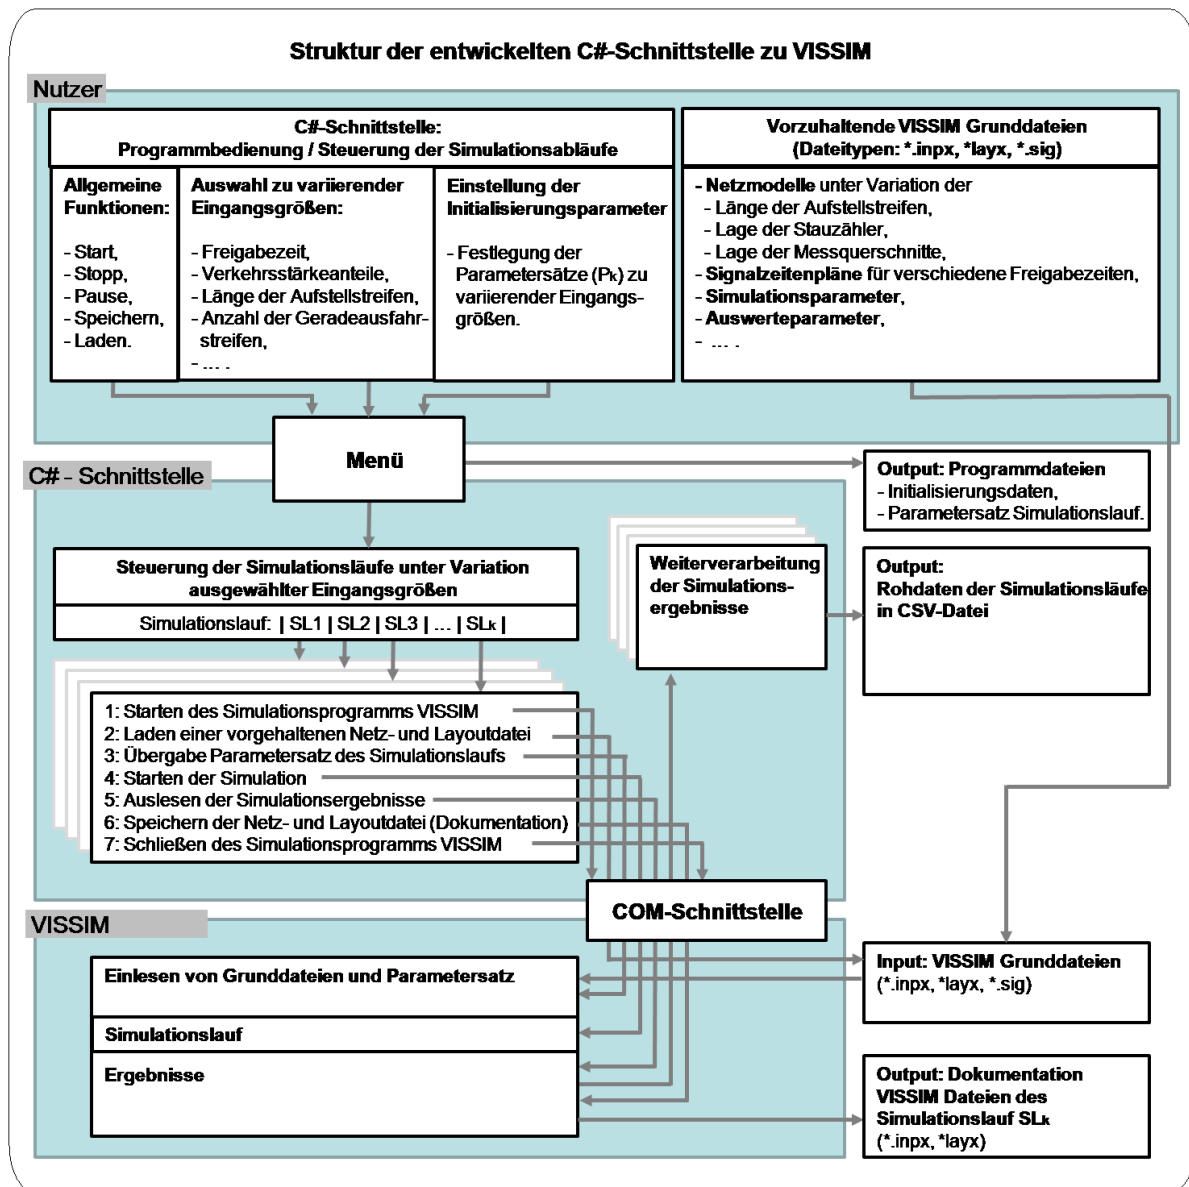 Struktur der entwickelten C#-Schnittstelle zu VISSIM
Nutzer
C#-Schnittstelle:
Programmbedienung / Steuerung der Simulationsabläufe
Allgemeine
Funktionen:
- Start,
- Stopp,
- Pause,
- Speichern,
- Laden.
Auswahl zu variierender
Eingangsgrößen:
- Freigabezeit,
- Verkehrsstärkeanteile,
- Länge der Aufstellstreifen,
- Anzahl der Geradeausfahr-
streifen,
- ... .
Einstellung der
Initialisierungsparameter
- Festlegung der
Parametersätze (Pk) zu
variierender Eingangs-
größen.
Vorzuhaltende VISSIM Grunddateien
(Dateitypen: *.inpx, *layx, *.sig)
- Netzmodelle unter Variation der
- Länge der Aufstellstreifen,
- Lage der Stauzähler,
- Lage der Messquerschnitte,
- Signalzeitenpläne für verschiedene Freigabezeiten,
- Simulationsparameter,
- Auswerteparameter,
- ... .
Menü
C# - Schnittstelle
Output: Programmdateien
- Initialisierungsdaten,
- Parametersatz Simulationslauf.
Steuerung der Simulationsläufe unter Variation
ausgewählter Eingangsgrößen
Simulationslauf: | SL1 | SL2 | SL3 | ... | SLk |
Weiterverarbeitung
der Simulations-
ergebnisse
Output:
Rohdaten der Simulationsläufe
in CSV-Datei
1: Starten des Simulationsprogramms VISSIM
2: Laden einer vorgehaltenen Netz- und Layoutdatei
3: Übergabe Parametersatz des Simulationslaufs
4: Starten der Simulation
5: Auslesen der Simulationsergebnisse
6: Speichern der Netz- und Layoutdatei (Dokumentation)
7: Schließen des Simulationsprogramms VISSIM
COM-Schnittstelle
VISSIM
Einlesen von Grunddateien und Parametersatz
Simulationslauf
Ergebnisse
Input: VISSIM Grunddateien
(*.inpx, *layx, *.sig)
Output: Dokumentation
VISSIM Dateien des
Simulationslauf SLk
(*.inpx, *layx)